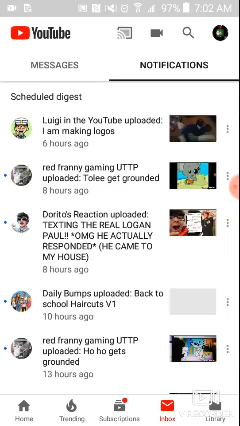 97% 7:02 AM
YouTube
MESSAGES NOTIFICATIONS
Scheduled digest
Luigi in the YouTube uploaded:
I am making logos
6 hours ago
red franny gaming UTTP
uploaded: Tolee get grounded
8 hours ago
Dorito's Reaction uploaded:
TEXTING THE REAL LOGAN
PAUL!! *OMG HE ACTUALLY
RESPONDED* (HE CAME TO
MY HOUSE)
8 hours ago
Daily Bumps uploaded: Back to
school Haircuts V1
10 hours ago
red franny gaming UTTP
uploaded: Ho ho gets
grounded
13 hours ago
Home Trending Subscriptions Inbox Library